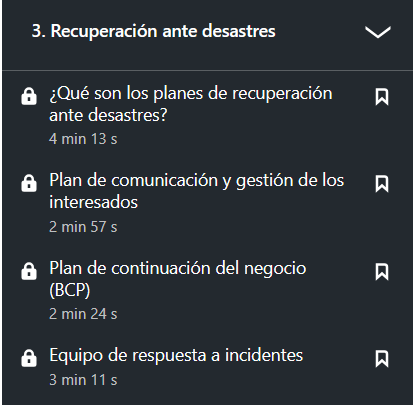 3. Recuperación ante desastres
¿Qué son los planes de recuperación
ante desastres?
4 min 13 s
Plan de comunicación y gestión de los
interesados
2 min 57 s
Plan de continuación del negocio
(BCP)
2 min 24 s
Equipo de respuesta a incidentes
3 min 11 s